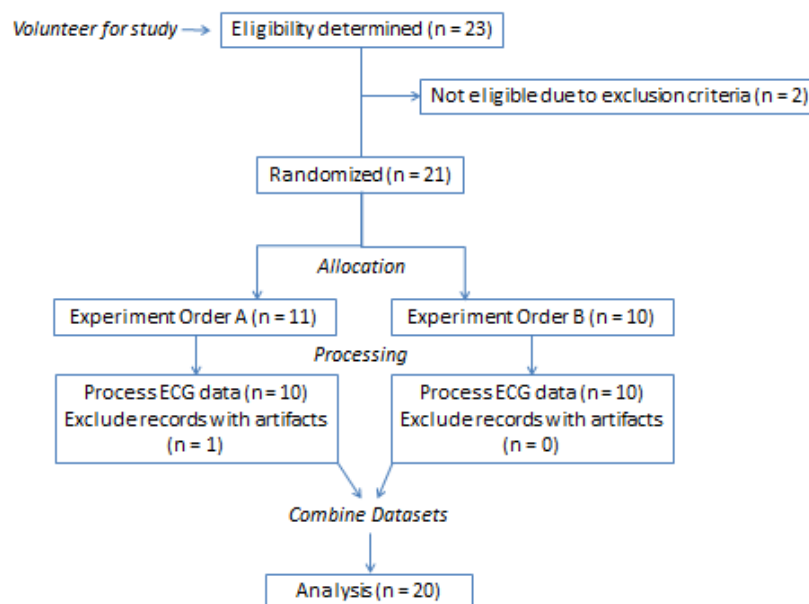 Volunteer for study
Eligibility determined (n = 23)
Not eligible due to exclusion criteria (n = 2)
Randomized (n = 21)
Allocation
Experiment Order A (n = 11)
Experiment Order B (n = 10)
Processing
Process ECG data (n = 10)
Exclude records with artifacts
(n = 1)
Process ECG data (n = 10)
Exclude records with artifacts
(n = 0)
Combine Datasets
Analysis (n = 20)